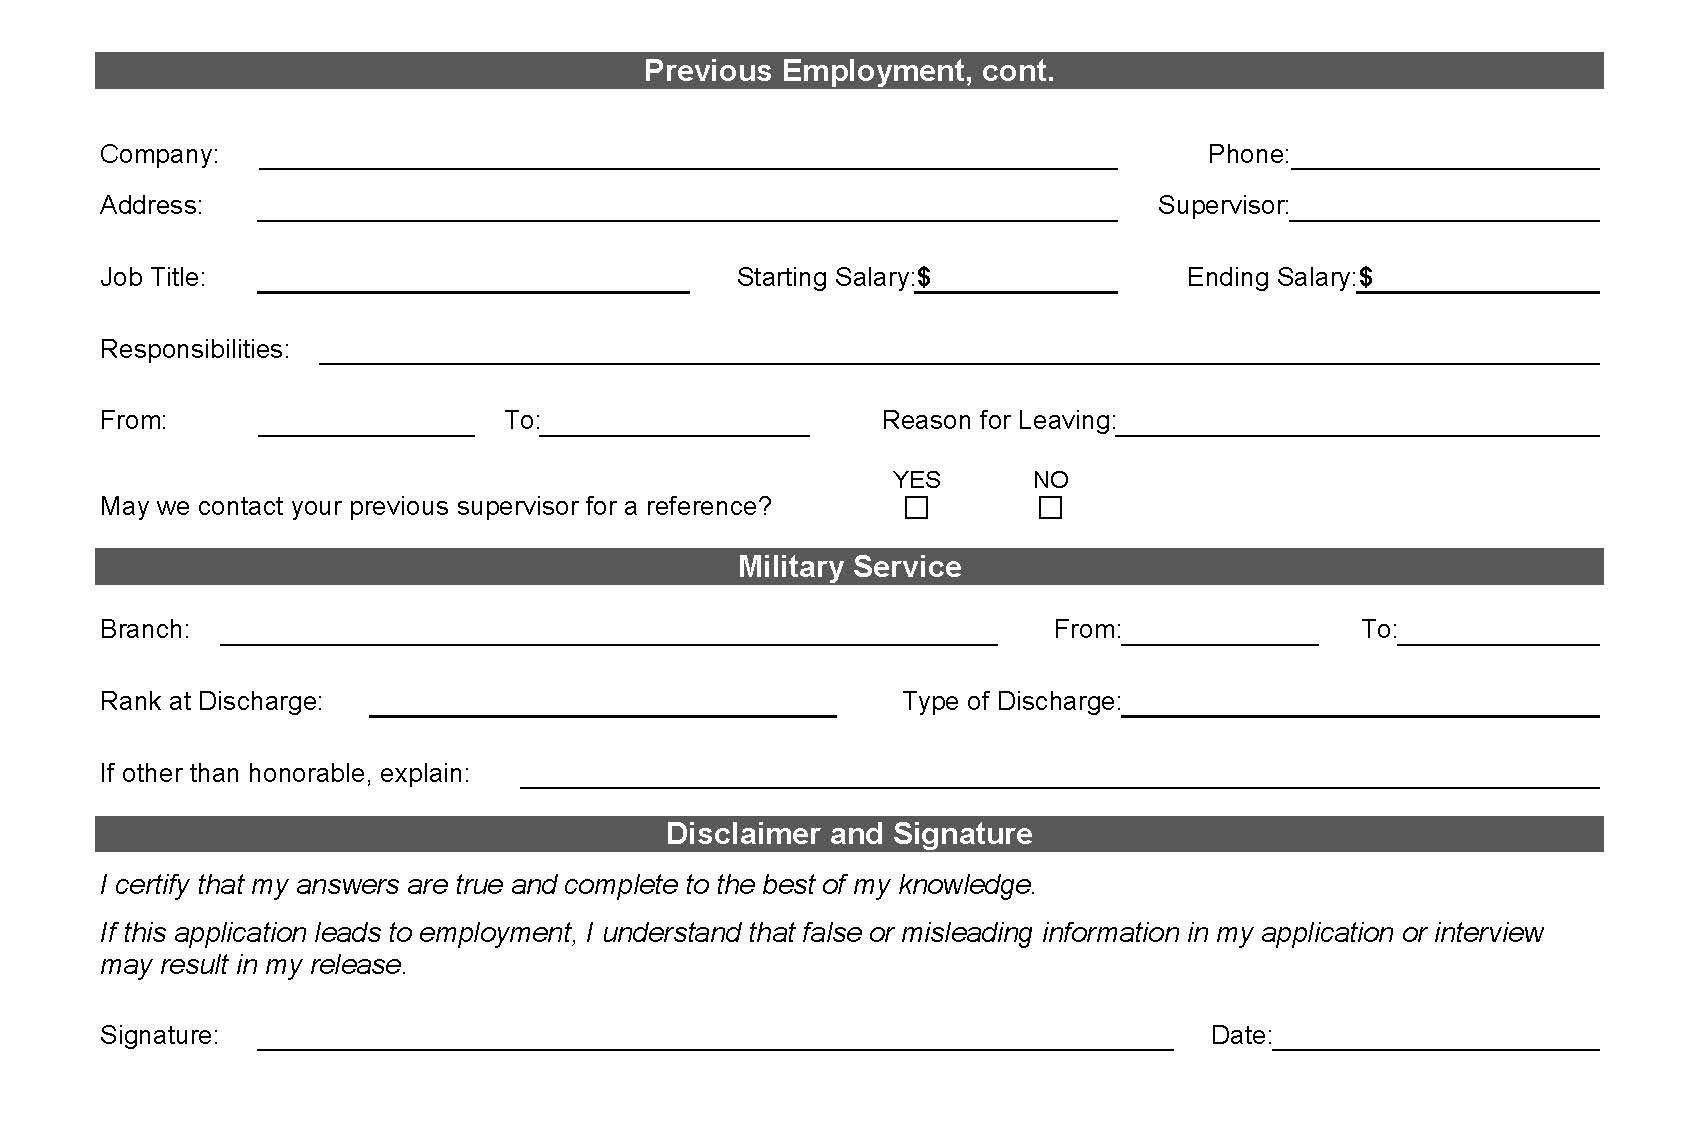 Previous Employment, cont.
Company: Phone:
Address: Supervisor:
Job Title: Starting Salary:$ Ending Salary:$
Responsibilities:
From: To: Reason for Leaving:
YES NO
May we contact your previous supervisor for a reference?
Military Service
Branch: From: To:
Rank at Discharge: Type of Discharge:
If other than honorable, explain:
Disclaimer and Signature
I certify that my answers are true and complete to the best of my knowledge.
If this application leads to employment, I understand that false or misleading information in my application or interview
may result in my release.
Signature: Date: